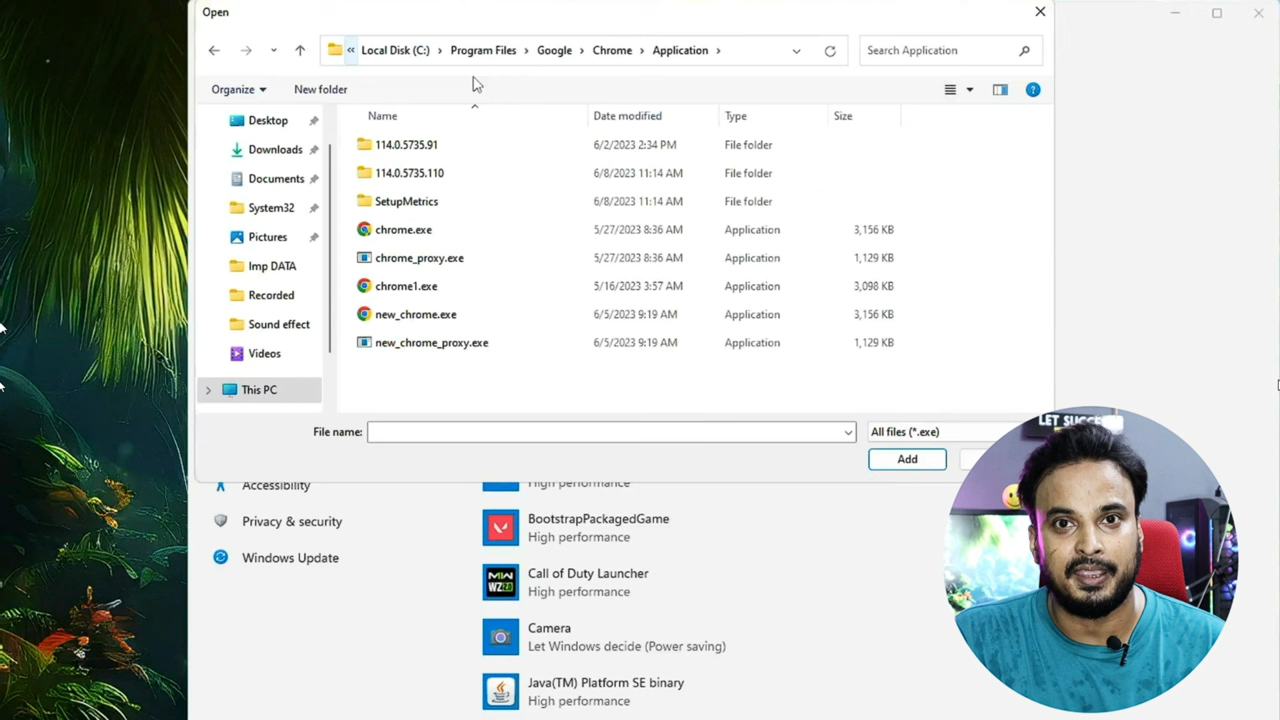 Open
« Local Disk (C:) › Program Files › Google › Chrome › Application ›
Search Application
Organize
New folder
Name
Date modified
Type
Size
Desktop
Downloads
Documents
System32
Pictures
Imp DATA
Recorded
Sound effect
Videos
This PC
114.0.5735.91 6/2/2023 2:34 PM File folder
114.0.5735.110 6/8/2023 11:14 AM File folder
SetupMetrics 6/8/2023 11:14 AM File folder
chrome.exe 5/27/2023 8:36 AM Application 3,156 KB
chrome_proxy.exe 5/27/2023 8:36 AM Application 1,129 KB
chrome1.exe 5/16/2023 3:57 AM Application 3,098 KB
new_chrome.exe 6/5/2023 9:19 AM Application 3,156 KB
new_chrome_proxy.exe 6/5/2023 9:19 AM Application 1,129 KB
File name:
All files (*.exe)
Add
Accessibility
Privacy & security
Windows Update
High performance
BootstrapPackagedGame
High performance
MW
WZ2.0
Call of Duty Launcher
High performance
Camera
Let Windows decide (Power saving)
Java(TM) Platform SE binary
High performance
LET